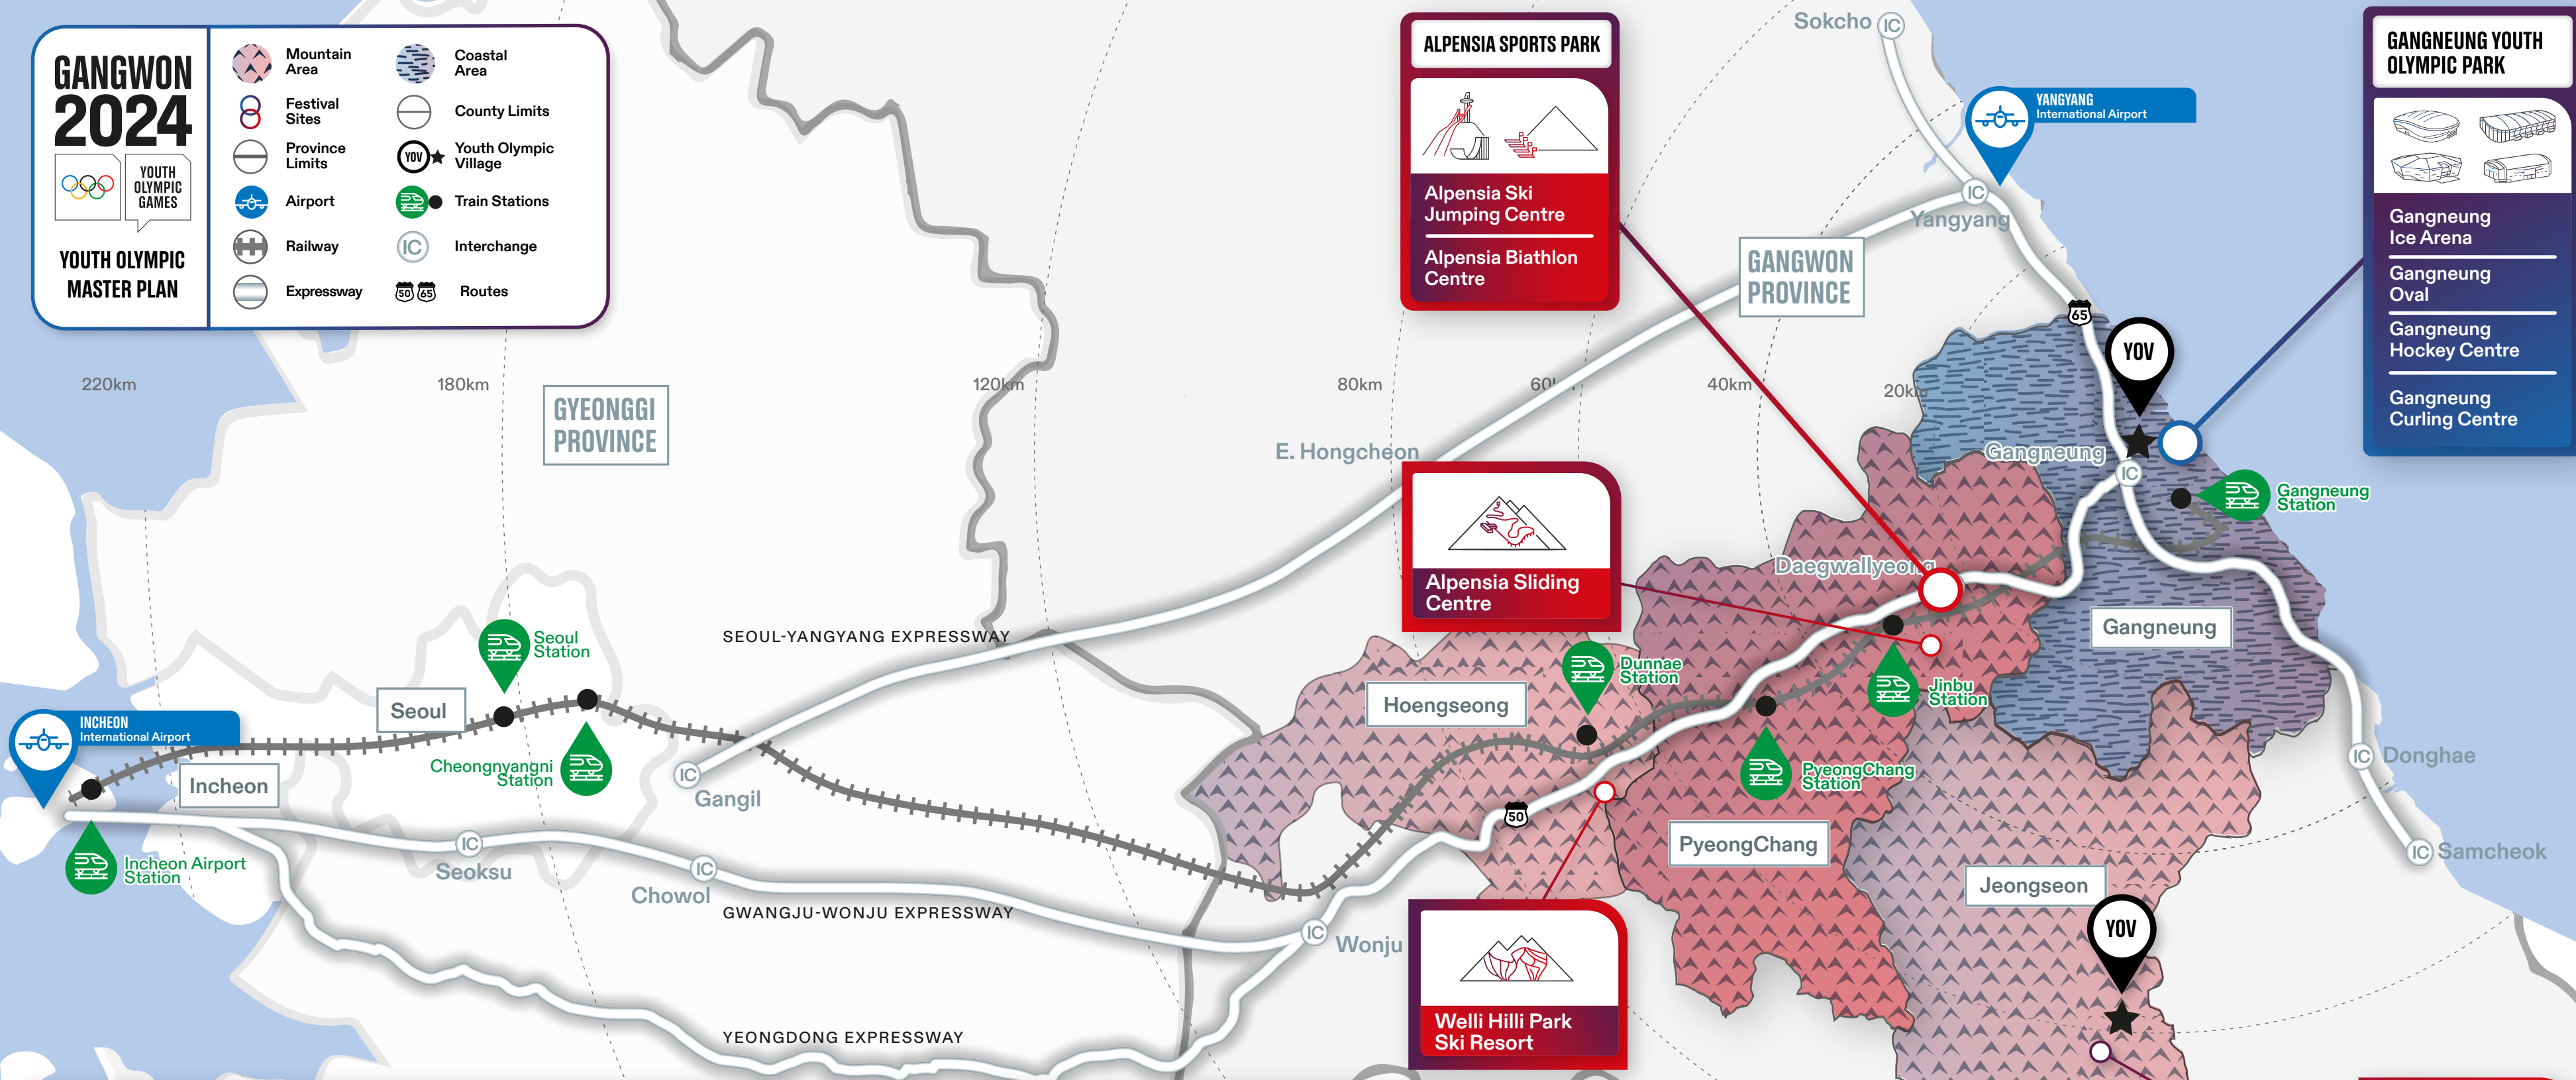 GANGWON
2024
YOUTH
OLYMPIC
GAMES
YOUTH OLYMPIC
MASTER PLAN
Mountain
Area
Festival
Sites
Province
Limits
Airport
Railway
Expressway
Coastal
Area
County Limits
YOV
Youth Olympic
Village
Train Stations
IC
Interchange
50
65
Routes
ALPENSIA SPORTS PARK
Alpensia Ski
Jumping Centre
Alpensia Biathlon
Centre
Sokcho
IC
YANGYANG
International Airport
IC
Yangyang
GANGWON
PROVINCE
GANGNEUNG YOUTH
OLYMPIC PARK
Gangneung
Ice Arena
Gangneung
Oval
Gangneung
Hockey Centre
Gangneung
Curling Centre
65
YOV
220km
180km
120km
80km
40km
GYEONGGI
PROVINCE
E. Hongcheon
Gangneung
IC
Gangneung
Station
Alpensia Sliding
Centre
Daegwallyeong
Gangneung
SEOUL-YANGYANG EXPRESSWAY
Seoul
Station
Seoul
Dunnae
Station
Hoengseong
Jinbu
Station
INCHEON
International Airport
Cheongnyangni
Station
Incheon
IC
Gangil
PyeongChang
Station
IC
Donghae
50
PyeongChang
IC
Samcheok
Incheon Airport
Station
IC
Seoksu
IC
Chowol
GWANGJU-WONJU EXPRESSWAY
IC
Wonju
Jeongseon
YOV
Welli Hilli Park
Ski Resort
YEONGDONG EXPRESSWAY